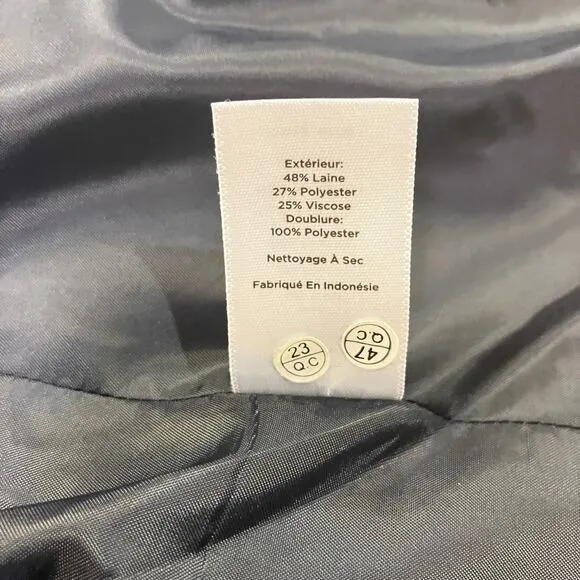 Extérieur:
48% Laine
27% Polyester
25% Viscose
Doublure:
100% Polyester
Nettoyage À Sec
Fabriqué En Indonésie
23
Q.C
47
Q.C